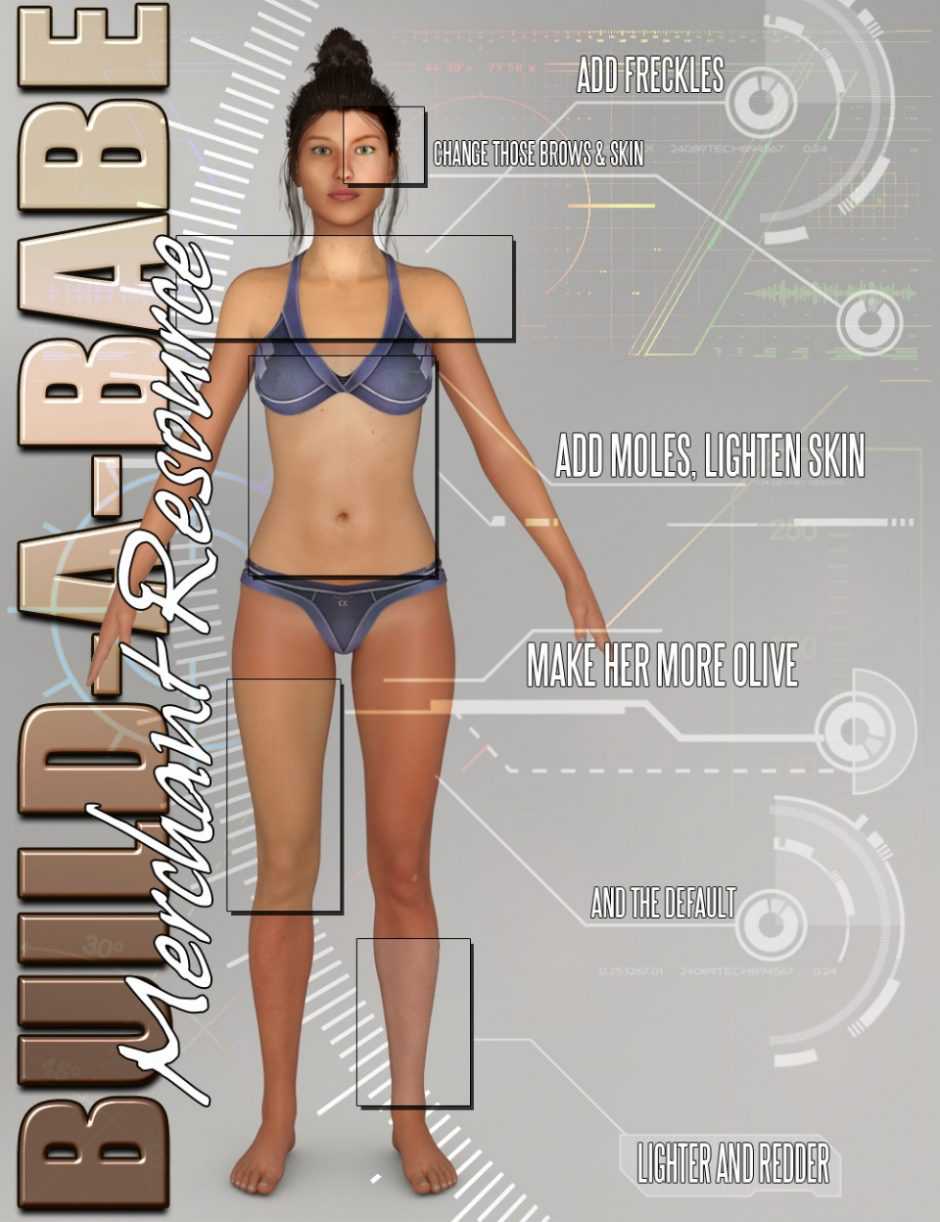 BUILD-A-BABE
Merchant Resource
ADD FRECKLES
CHANGE THOSE BROWS & SKIN
ADD MOLES, LIGHTEN SKIN
MAKE HER MORE OLIVE
AND THE DEFAULT
LIGHTER AND REDDER
30°